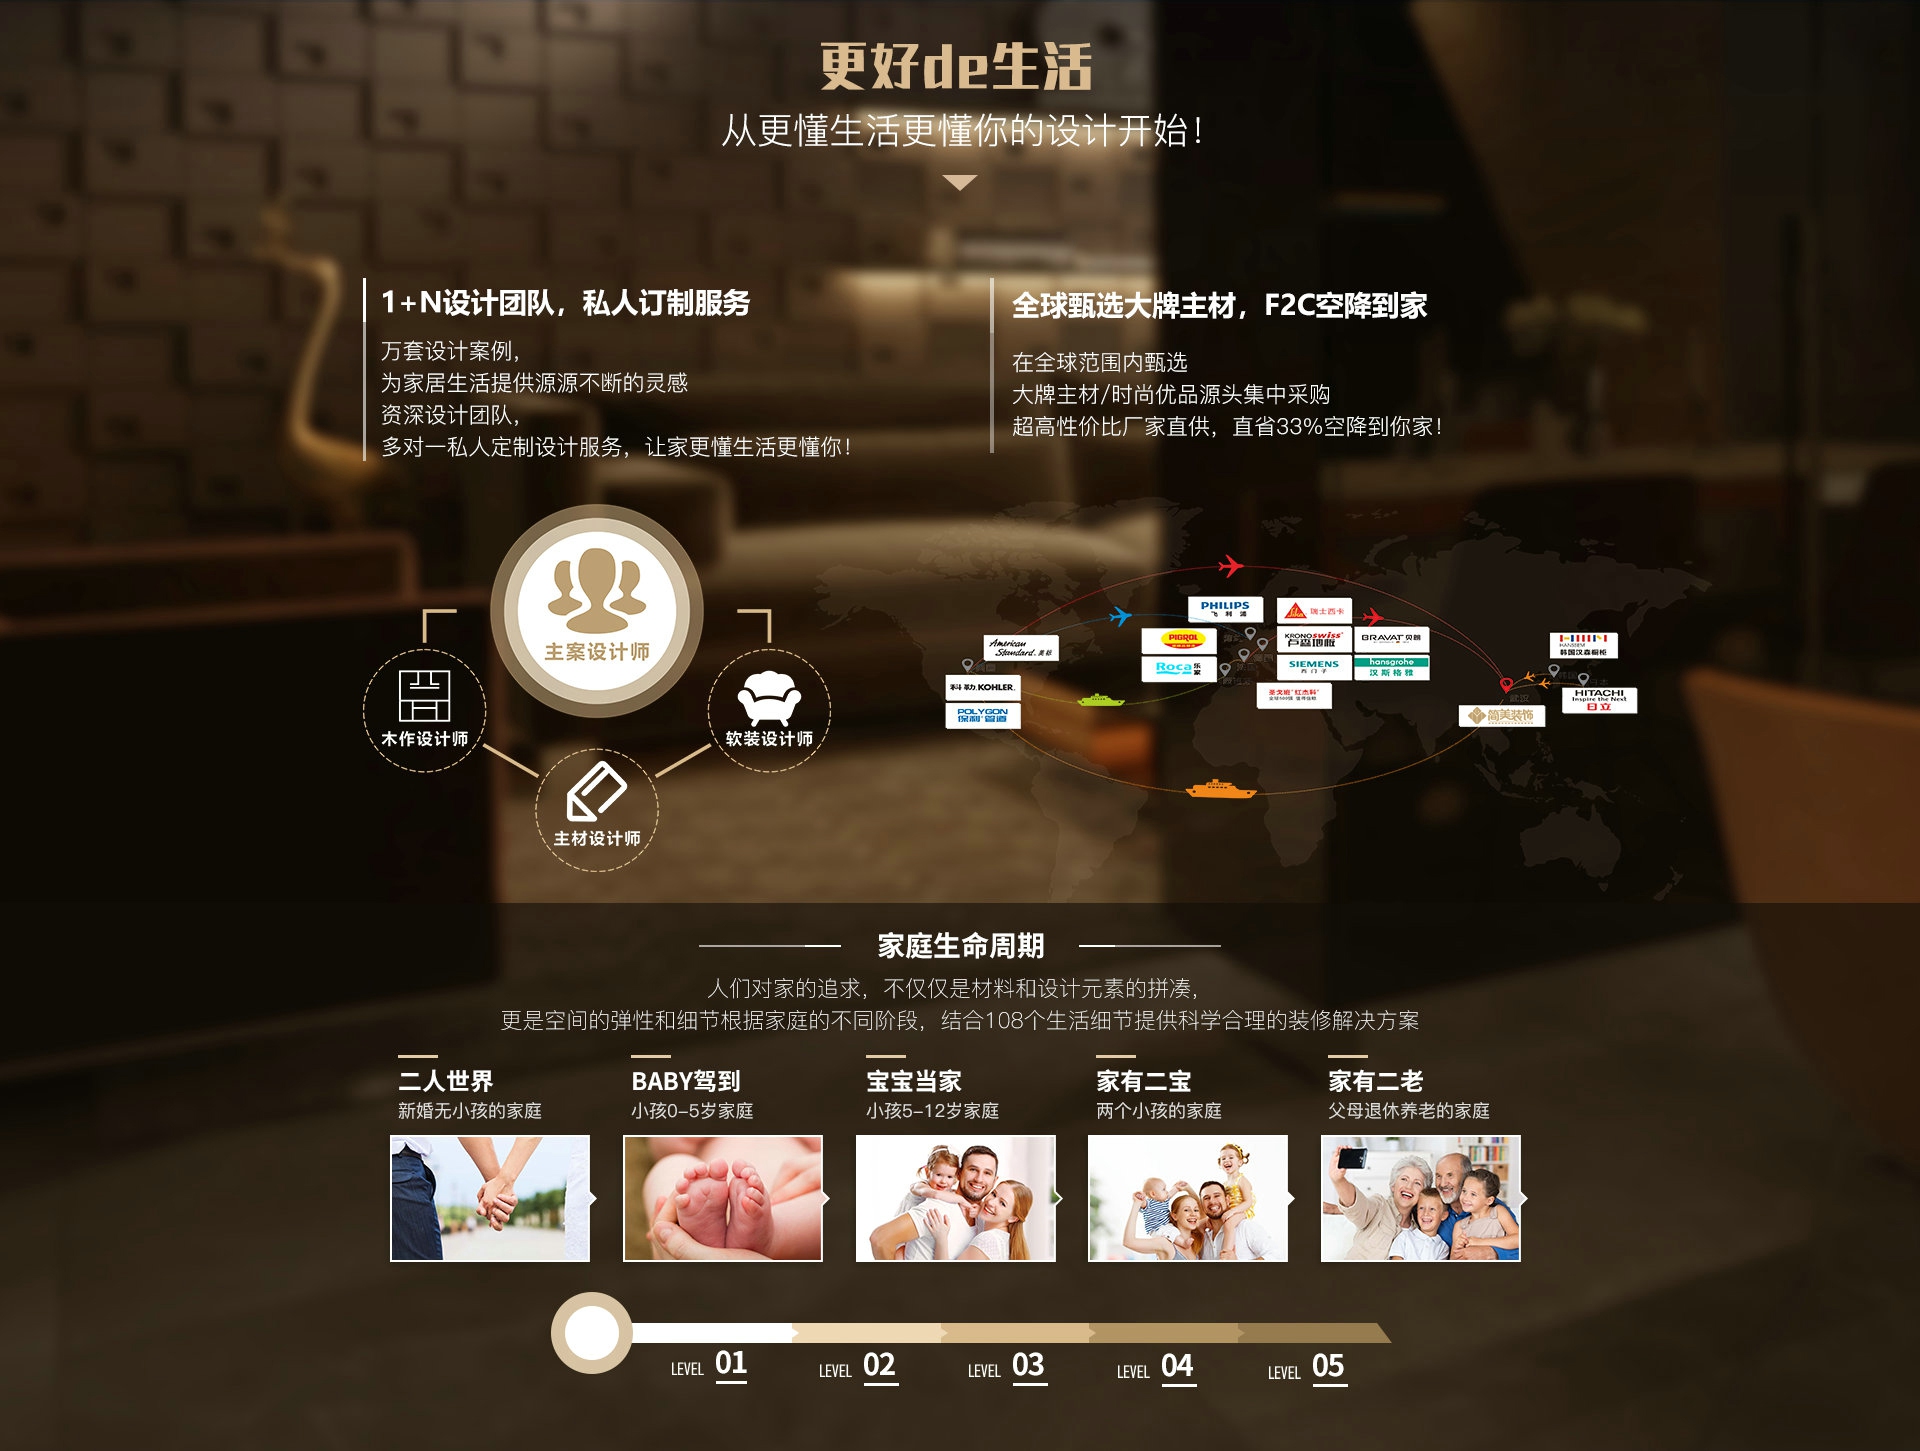 更好de生活
从更懂生活更懂你的设计开始!
1+N设计团队，私人订制服务
万套设计案例，
为家居生活提供源源不断的灵感
资深设计团队，
多对一私人定制设计服务，让家更懂生活更懂你!
全球甄选大牌主材，F2C空降到家
在全球范围内甄选
大牌主材/时尚优品源头集中采购
超高性价比厂家直供，直省33%空降到你家!
主案设计师
木作设计师
软装设计师
主材设计师
American
Standard. 美标
科勒.KOHLER.
POLYGON
保利®管道
PHILIPS
飞利浦
PIGROL
Roca 乐家
瑞士西卡
KRONOswiss®
卢森地板
BRAVAT 贝朗
SIEMENS
西门子
hansgrohe
汉斯格雅
圣戈班®红杰科®
HANSSEM
韩国汉森橱柜
HITACHI
Inspire the Next
日立
简美装饰
家庭生命周期
人们对家的追求，不仅仅是材料和设计元素的拼凑，
更是空间的弹性和细节根据家庭的不同阶段，结合108个生活细节提供科学合理的装修解决方案
二人世界
新婚无小孩的家庭
BABY驾到
小孩0-5岁家庭
宝宝当家
小孩5-12岁家庭
家有二宝
两个小孩的家庭
家有二老
父母退休养老的家庭
LEVEL 01
LEVEL 02
LEVEL 03
LEVEL 04
LEVEL 05